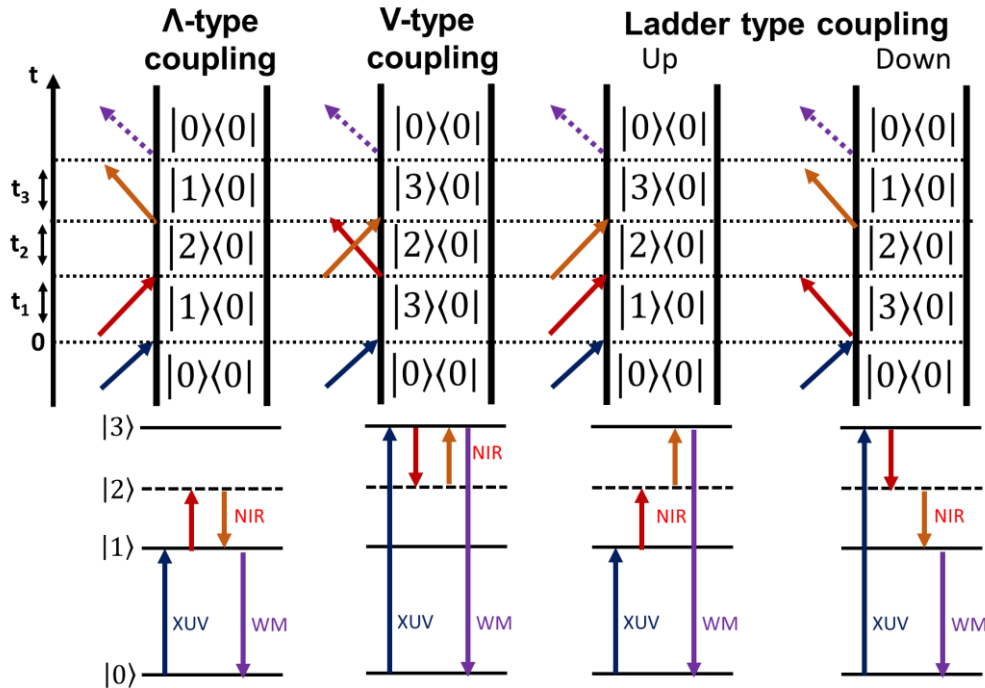 Λ-type coupling
V-type coupling
Ladder type coupling
Up
Down
t
|0⟩⟨0| |0⟩⟨0| |0⟩⟨0| |0⟩⟨0|
t3 |1⟩⟨0| |3⟩⟨0| |3⟩⟨0| |1⟩⟨0|
t2 |2⟩⟨0| |2⟩⟨0| |2⟩⟨0| |2⟩⟨0|
t1 |1⟩⟨0| |3⟩⟨0| |1⟩⟨0| |3⟩⟨0|
0
|0⟩⟨0| |0⟩⟨0| |0⟩⟨0| |0⟩⟨0|
|3⟩
NIR NIR
|2⟩
NIR NIR
|1⟩
XUV WM XUV WM XUV WM XUV WM
|0⟩